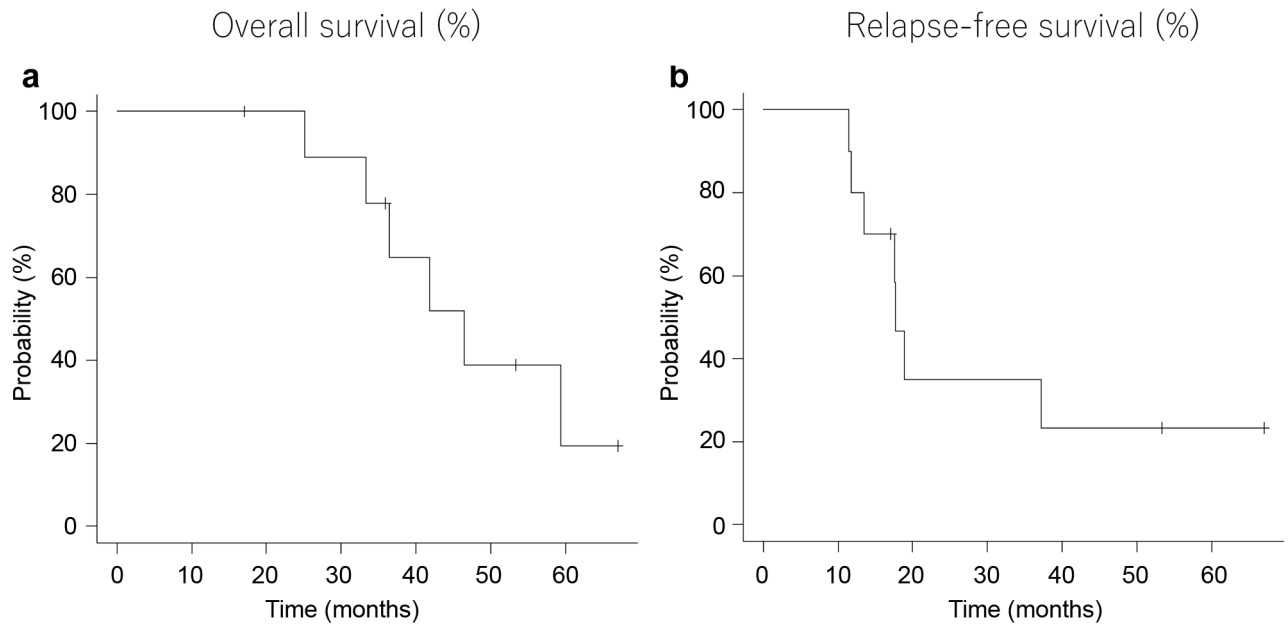 Overall survival (%)
a
Probability (%)
100
80
60
40
20
0
0 10 20 30 40 50 60
Time (months)
Relapse-free survival (%)
b
Probability (%)
100
80
60
40
20
0
0 10 20 30 40 50 60
Time (months)